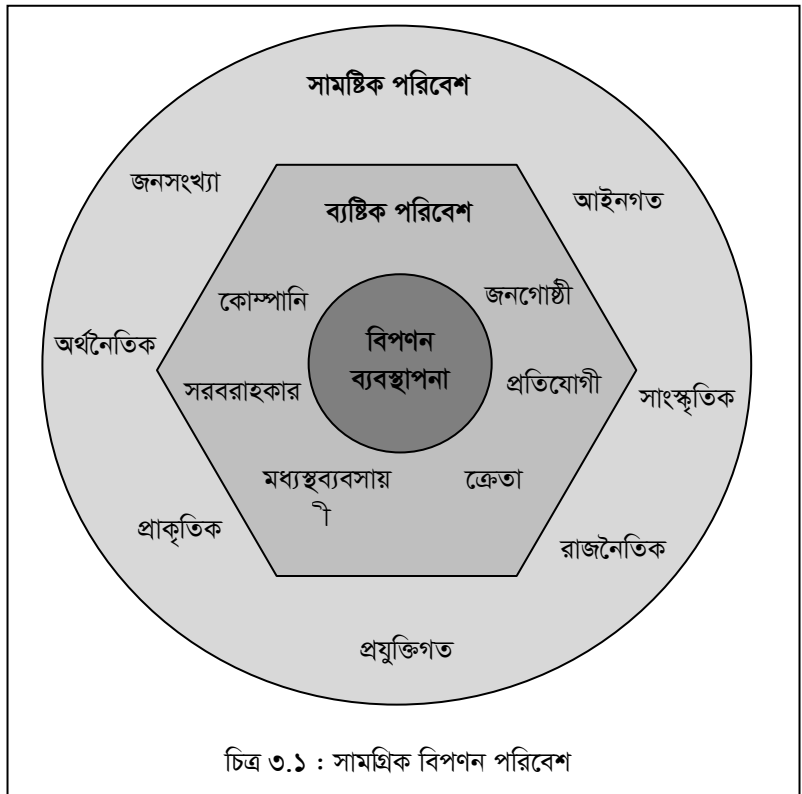 সামষ্টিক পরিবেশ
জনসংখ্যা
আইনগত
ব্যষ্টিক পরিবেশ
কোম্পানি
জনগোষ্ঠী
অর্থনৈতিক
বিপণন
ব্যবস্থাপনা
সরবরাহকার
প্রতিযোগী
সাংস্কৃতিক
মধ্যস্থব্যবসায়
ী
ক্রেতা
প্রাকৃতিক
রাজনৈতিক
প্রযুক্তিগত
চিত্র ৩.১ : সামগ্রিক বিপণন পরিবেশ